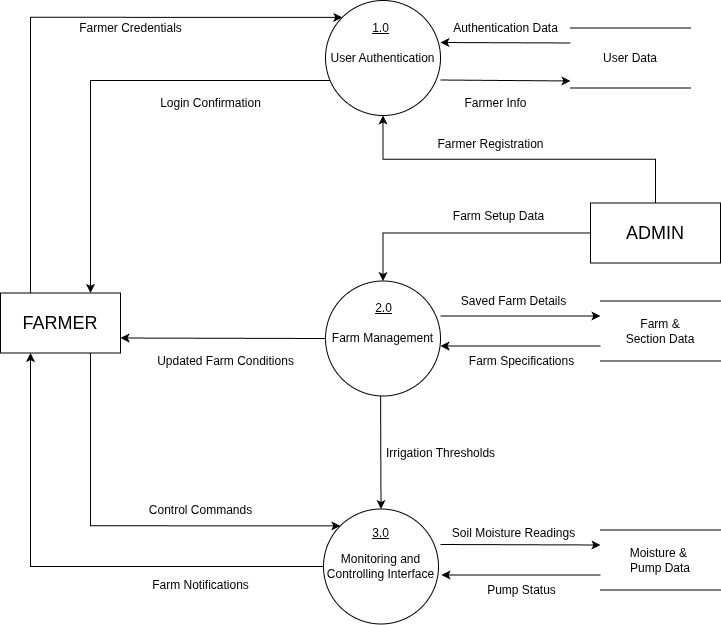 Farmer Credentials
1.0
User Authentication
Authentication Data
User Data
Login Confirmation
Farmer Info
Farmer Registration
Farm Setup Data
ADMIN
FARMER
2.0
Farm Management
Saved Farm Details
Farm &
Section Data
Updated Farm Conditions
Farm Specifications
Irrigation Thresholds
Control Commands
3.0
Monitoring and
Controlling Interface
Soil Moisture Readings
Moisture &
Pump Data
Farm Notifications
Pump Status